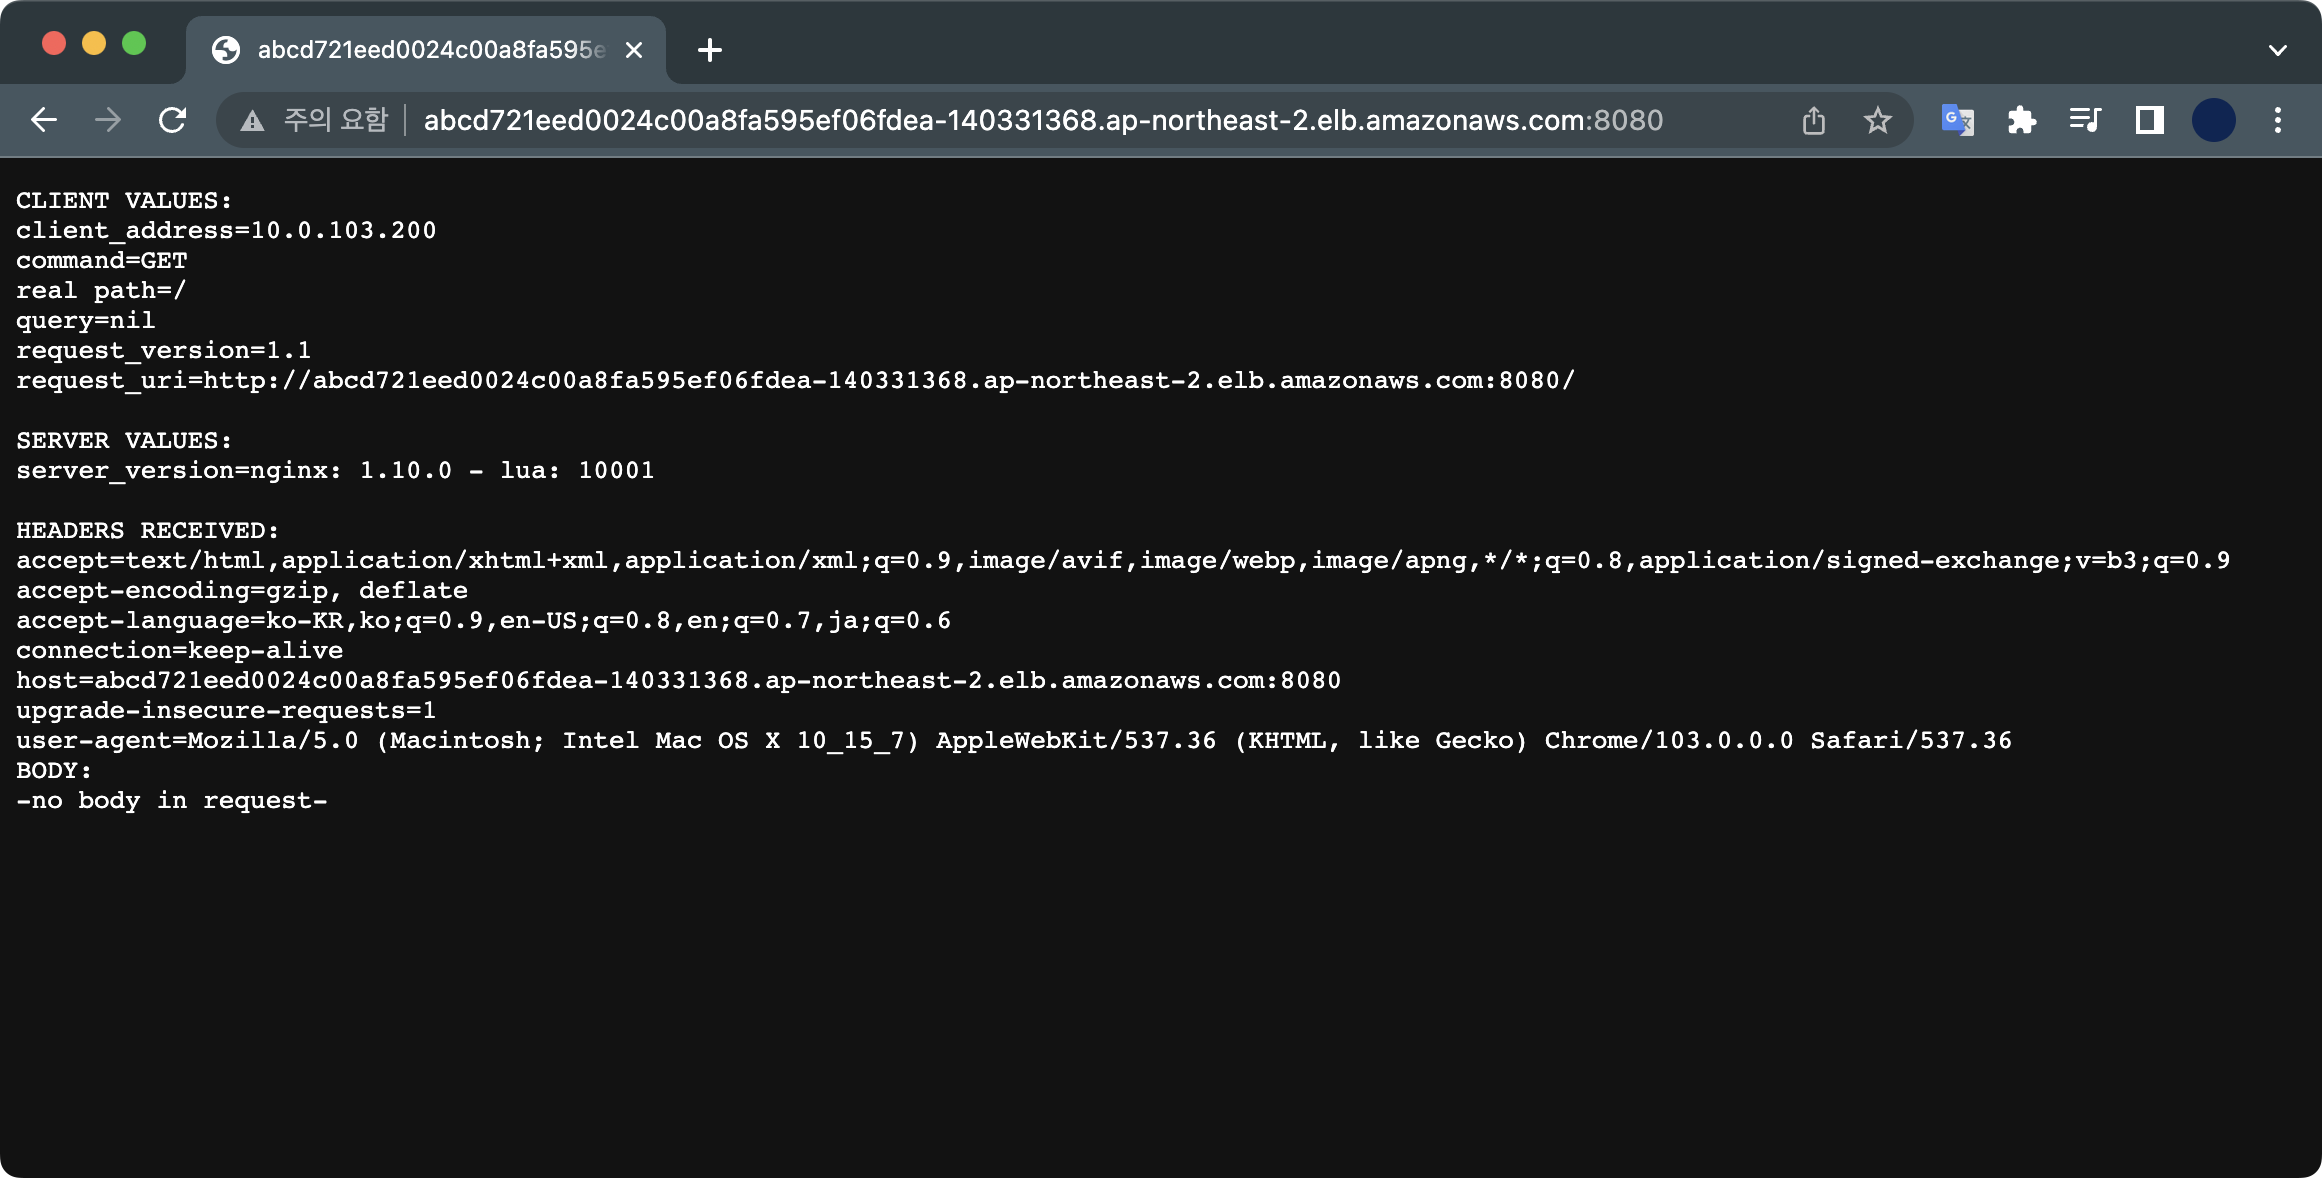 abcd721eed0024c00a8fa595e
주의 요함
abcd721eed0024c00a8fa595ef06fdea-140331368.ap-northeast-2.elb.amazonaws.com:8080
CLIENT VALUES:
client_address=10.0.103.200
command=GET
real path=/
query=nil
request_version=1.1
request_uri=http://abcd721eed0024c00a8fa595ef06fdea-140331368.ap-northeast-2.elb.amazonaws.com:8080/
SERVER VALUES:
server_version=nginx: 1.10.0 - lua: 10001
HEADERS RECEIVED:
accept=text/html,application/xhtml+xml,application/xml;q=0.9,image/avif,image/webp,image/apng,*/*;q=0.8,application/signed-exchange;v=b3;q=0.9
accept-encoding=gzip, deflate
accept-language=ko-KR,ko;q=0.9,en-US;q=0.8,en;q=0.7,ja;q=0.6
connection=keep-alive
host=abcd721eed0024c00a8fa595ef06fdea-140331368.ap-northeast-2.elb.amazonaws.com:8080
upgrade-insecure-requests=1
user-agent=Mozilla/5.0 (Macintosh; Intel Mac OS X 10_15_7) AppleWebKit/537.36 (KHTML, like Gecko) Chrome/103.0.0.0 Safari/537.36
BODY:
-no body in request-